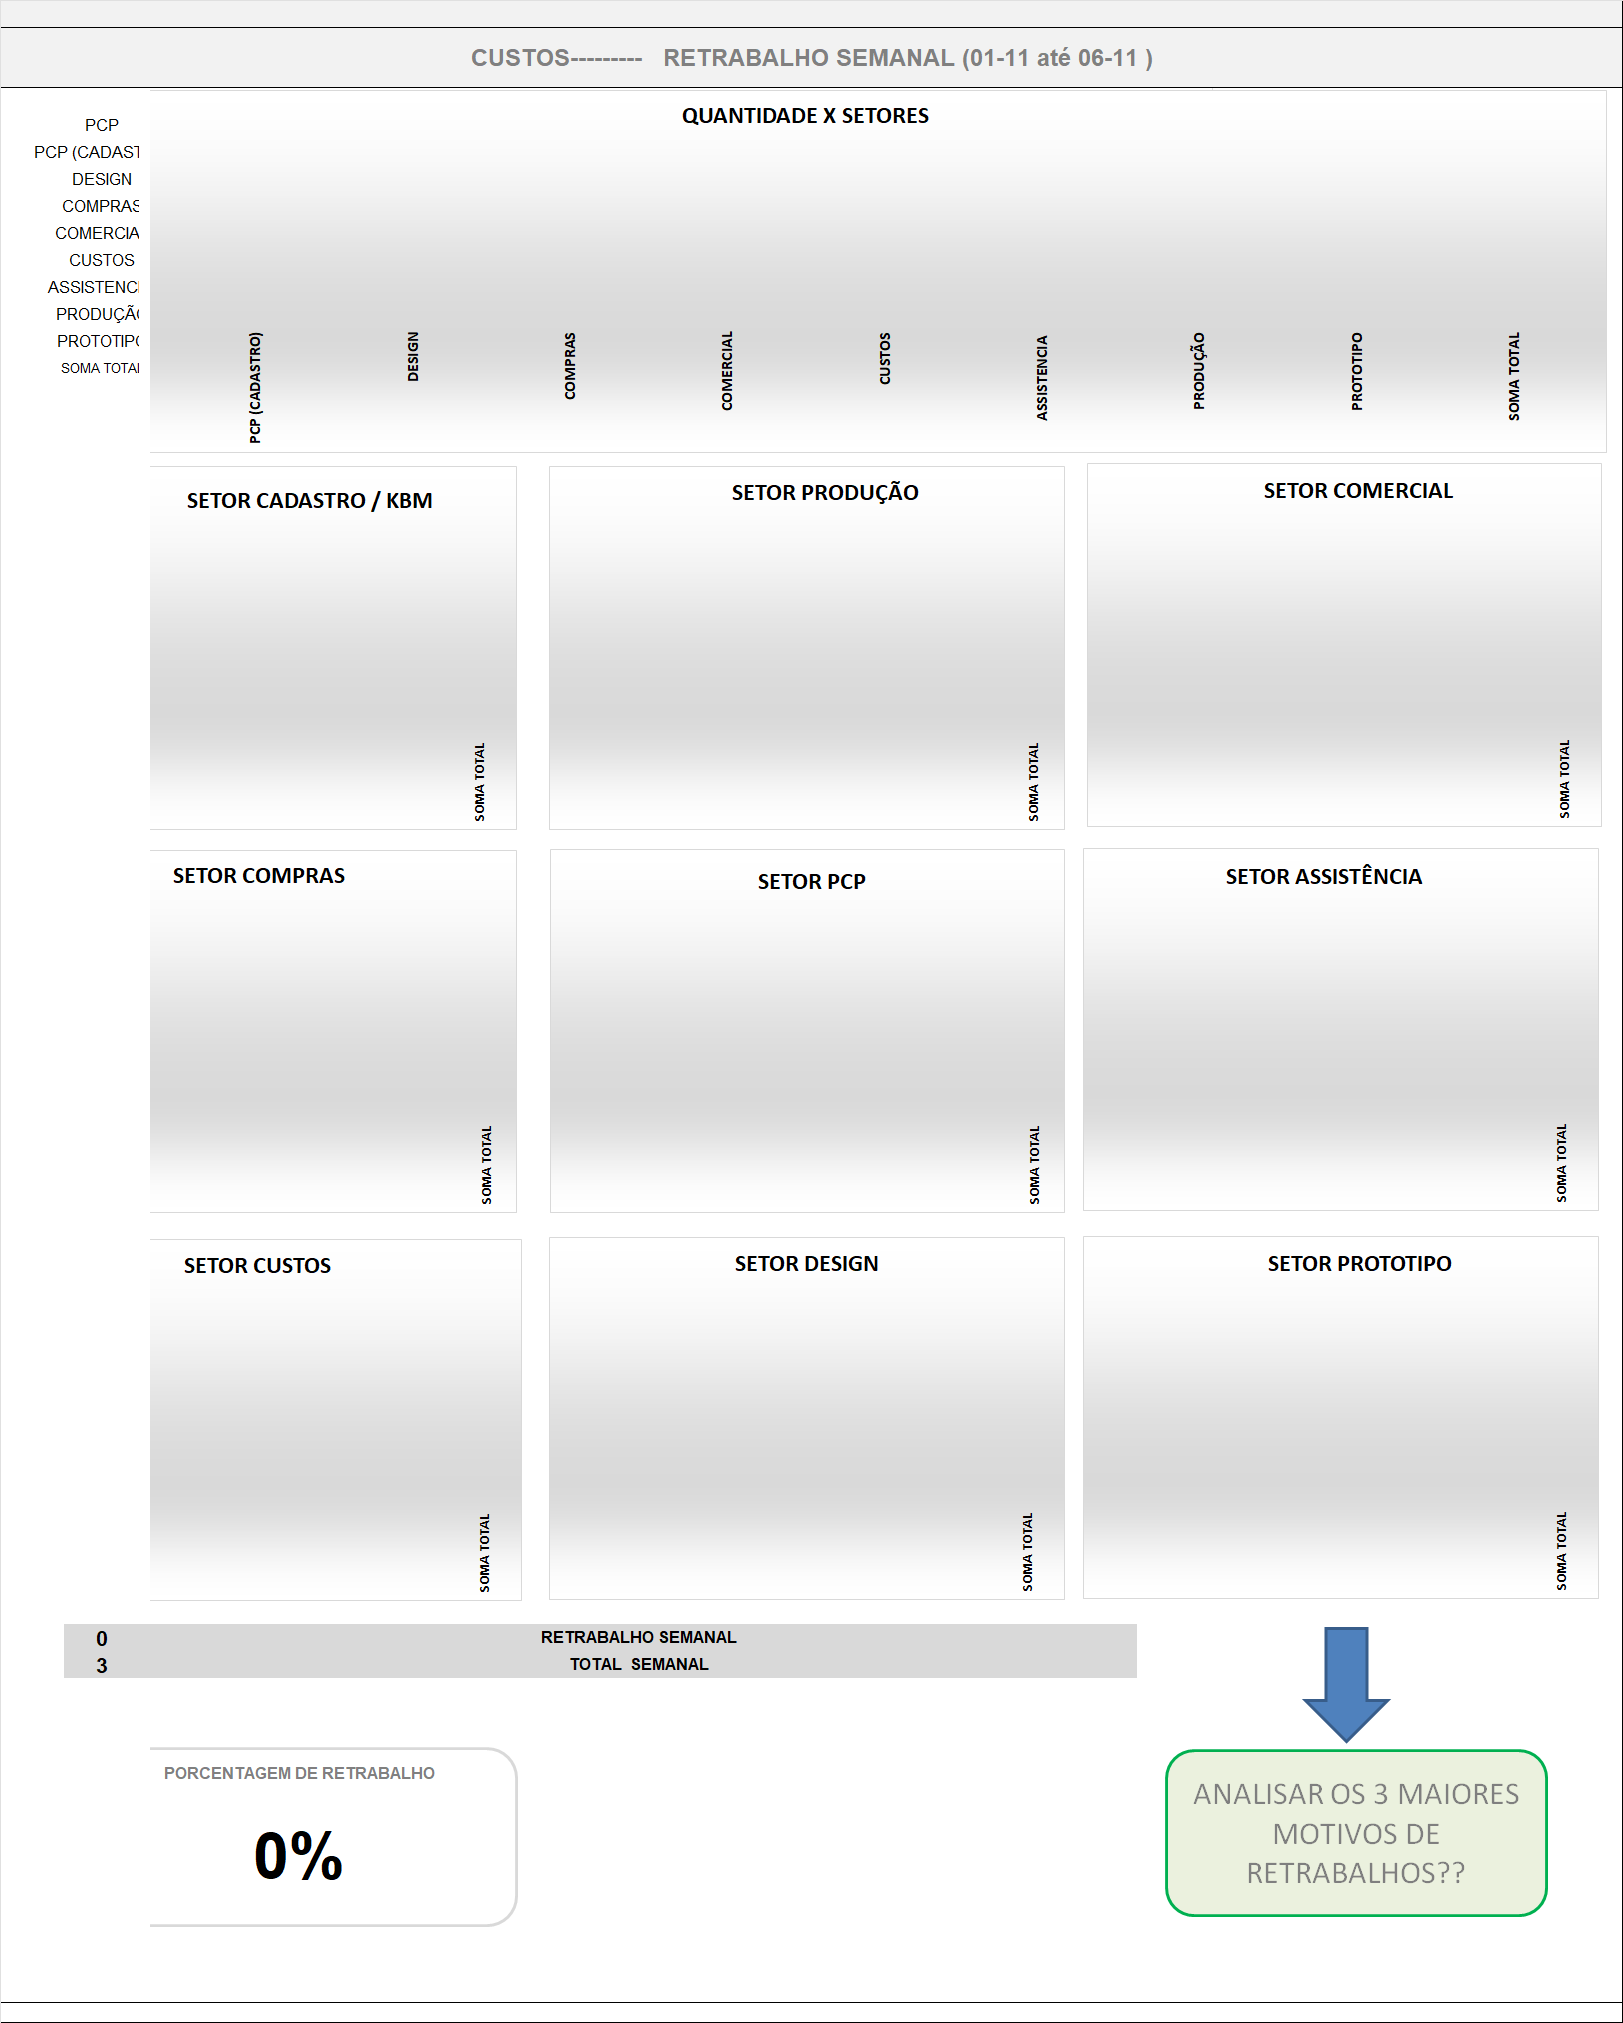 CUSTOS--------- RETRABALHO SEMANAL (01-11 até 06-11 )
PCP
PCP (CADAST
DESIGN
COMPRAS
COMERCIA
CUSTOS
ASSISTENCI
PRODUÇÃ
PROTOTIPO
SOMA TOTAL
QUANTIDADE X SETORES
PCP (CADASTRO)
DESIGN
COMPRAS
COMERCIAL
CUSTOS
ASSISTENCIA
PRODUÇÃO
PROTOTIPO
SOMA TOTAL
SETOR CADASTRO / KBM
SOMA TOTAL
SETOR PRODUÇÃO
SOMA TOTAL
SETOR COMERCIAL
SOMA TOTAL
SETOR COMPRAS
SOMA TOTAL
SETOR PCP
SOMA TOTAL
SETOR ASSISTÊNCIA
SOMA TOTAL
SETOR CUSTOS
SOMA TOTAL
SETOR DESIGN
SOMA TOTAL
SETOR PROTOTIPO
SOMA TOTAL
0 RETRABALHO SEMANAL
3 TOTAL SEMANAL
PORCENTAGEM DE RETRABALHO
0%
ANALISAR OS 3 MAIORES
MOTIVOS DE
RETRABALHOS??